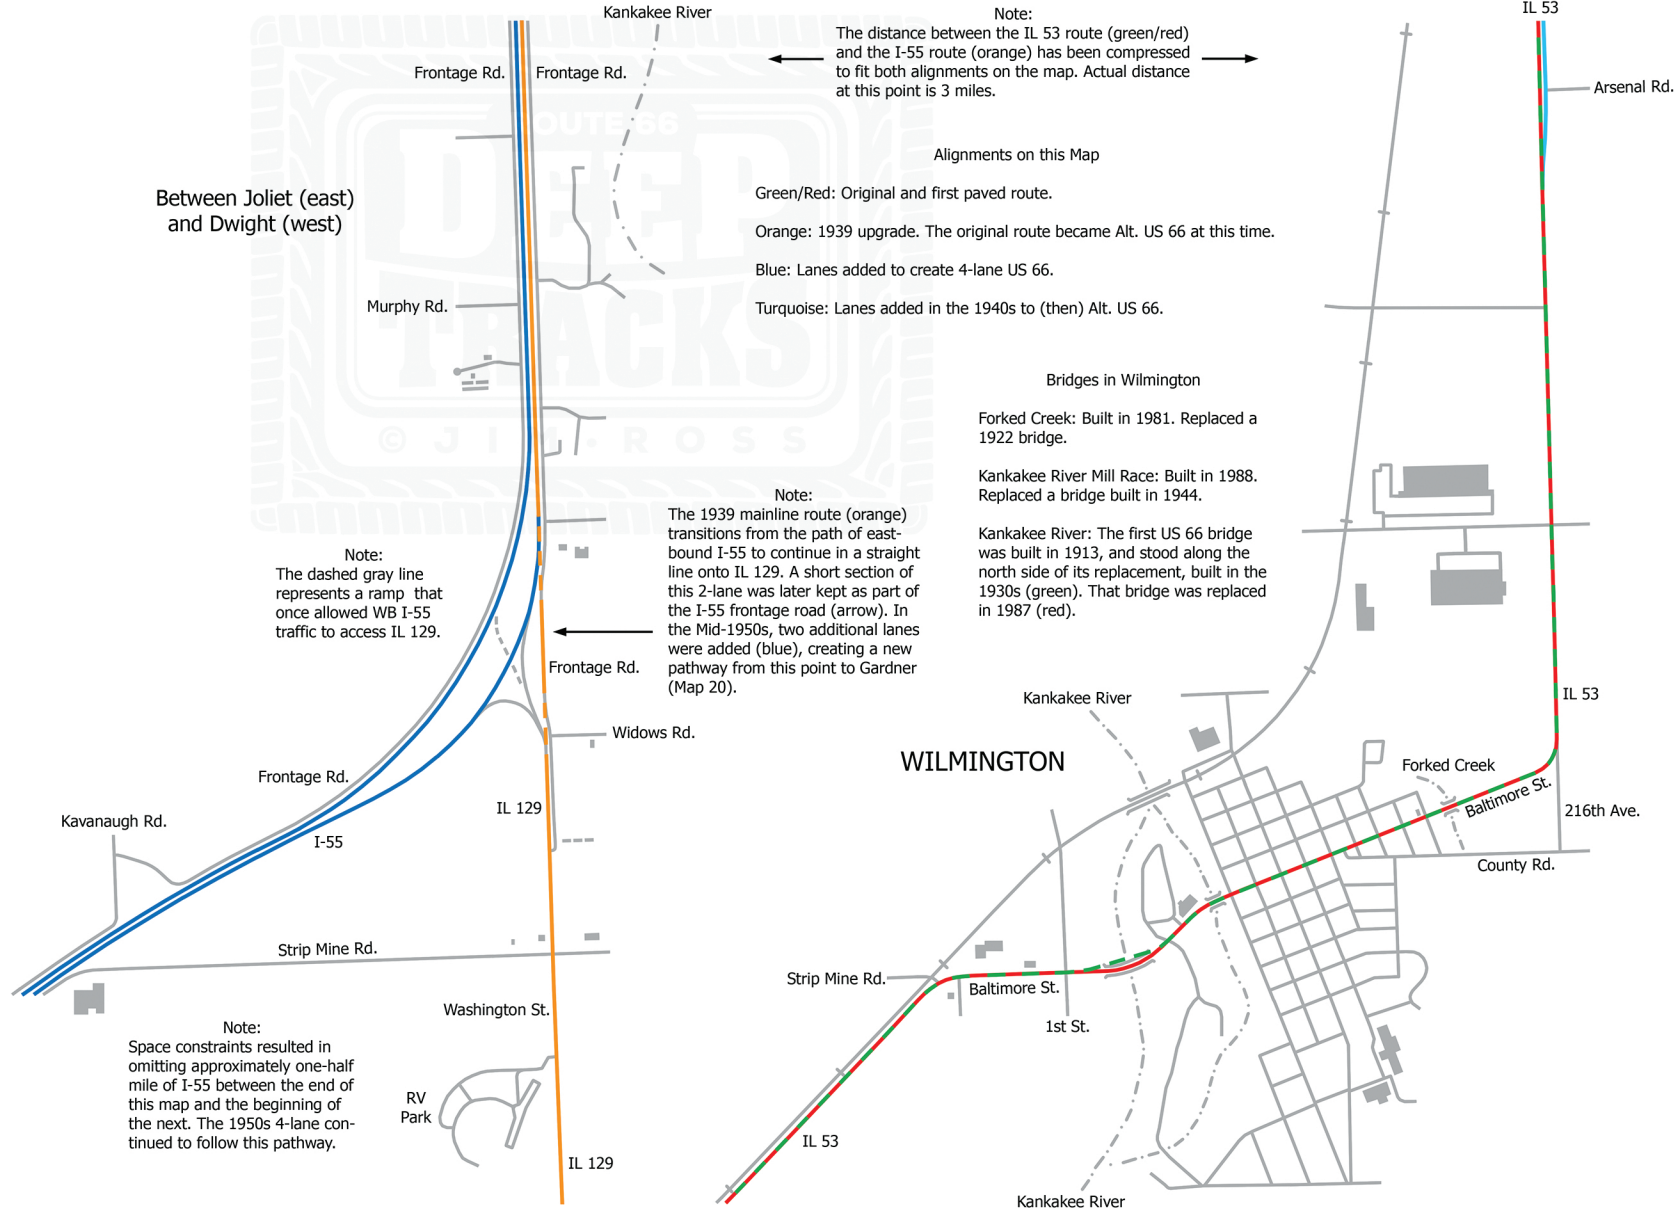 Kankakee River
Note:
The distance between the IL 53 route (green/red)
and the I-55 route (orange) has been compressed
to fit both alignments on the map. Actual distance
at this point is 3 miles.
IL 53
Frontage Rd.
Frontage Rd.
Arsenal Rd.
ROUTE 66
DEEP
TRACKS
© JIM • ROSS
Alignments on this Map
Green/Red: Original and first paved route.
Orange: 1939 upgrade. The original route became Alt. US 66 at this time.
Blue: Lanes added to create 4-lane US 66.
Turquoise: Lanes added in the 1940s to (then) Alt. US 66.
Between Joliet (east)
and Dwight (west)
Murphy Rd.
Bridges in Wilmington
Forked Creek: Built in 1981. Replaced a
1922 bridge.
Kankakee River Mill Race: Built in 1988.
Replaced a bridge built in 1944.
Kankakee River: The first US 66 bridge
was built in 1913, and stood along the
north side of its replacement, built in the
1930s (green). That bridge was replaced
in 1987 (red).
Note:
The 1939 mainline route (orange)
transitions from the path of east-
bound I-55 to continue in a straight
line onto IL 129. A short section of
this 2-lane was later kept as part of
the I-55 frontage road (arrow). In
the Mid-1950s, two additional lanes
were added (blue), creating a new
pathway from this point to Gardner
(Map 20).
Note:
The dashed gray line
represents a ramp that
once allowed WB I-55
traffic to access IL 129.
Frontage Rd.
Widows Rd.
Kankakee River
IL 53
WILMINGTON
Forked Creek
Baltimore St.
216th Ave.
County Rd.
Frontage Rd.
IL 129
Kavanaugh Rd.
I-55
Strip Mine Rd.
Strip Mine Rd.
Baltimore St.
1st St.
Washington St.
Note:
Space constraints resulted in
omitting approximately one-half
mile of I-55 between the end of
this map and the beginning of
the next. The 1950s 4-lane con-
tinued to follow this pathway.
RV
Park
IL 53
IL 129
Kankakee River